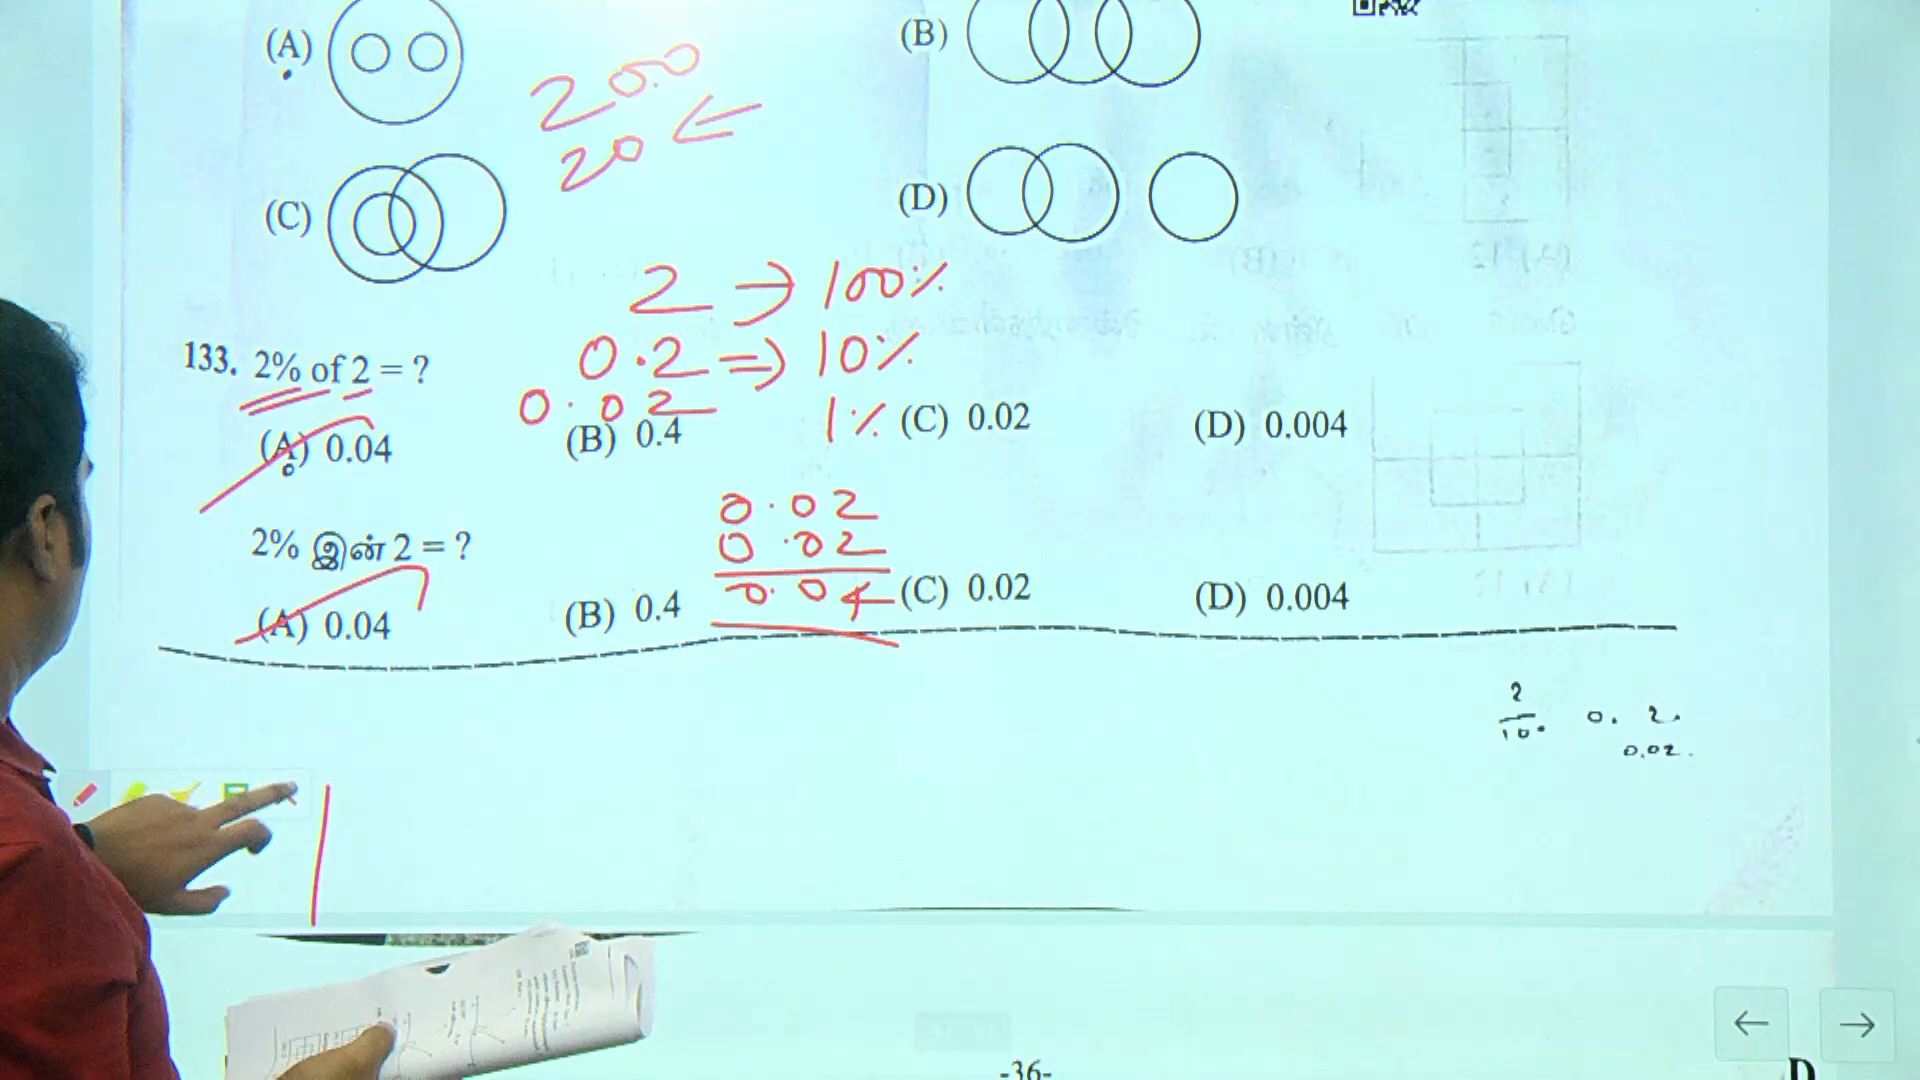 (A)
(B)
200.0
20 ←
(C)
(D)
2 → 100%
133. 2% of 2 = ?
0.2 ⇒ 10%
0.02 1%
(A) 0.04 (B) 0.4 (C) 0.02 (D) 0.004
0.02
0.02
2% இன் 2 = ?
0.04
(A) 0.04 (B) 0.4 (C) 0.02 (D) 0.004
2
10. 0. 2.
0.02.
-36-
D